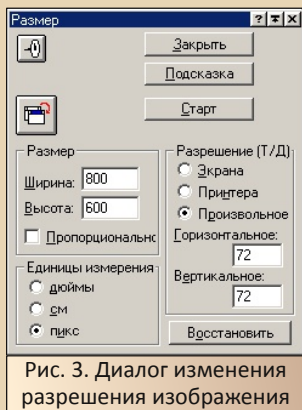 Размер
Закрыть
Подсказка
Старт
Размер
Ширина: 800
Высота: 600
Пропорциональнс
Единицы измерения
дюймы
см
пикс
Разрешение (Т/Д)
Экрана
Принтера
Произвольное
Горизонтальное:
72
Вертикальное:
72
Восстановить
Рис. 3. Диалог изменения
разрешения изображения